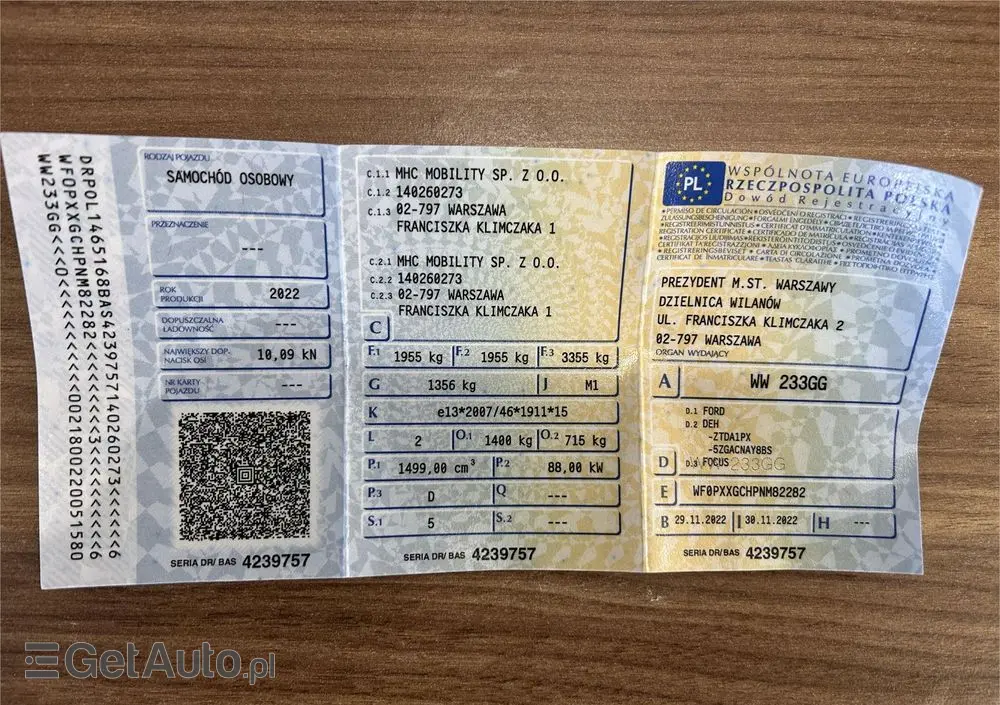 DRPOL1465168BAS4239757140260273<<<<6
WF0PXXGCHPNM82282<
WW233GG<<<0<
RODZAJ POJAZDU
SAMOCHÓD OSOBOWY
PRZEZNACZENIE
---
ROK PRODUKCJI
2022
DOPUSZCZALNA ŁADOWNOŚĆ
---
NAJWIĘKSZY DOP. NACISK OSI
10,09 kN
NR KARTY POJAZDU
---
SERIA DR/ BAS 4239757
C.1.1 MHC MOBILITY SP. Z O.O.
C.1.2 140260273
C.1.3 02-797 WARSZAWA
FRANCISZKA KLIMCZAKA 1
C.2.1 MHC MOBILITY SP. Z O.O.
C.2.2 140260273
C.2.3 02-797 WARSZAWA
FRANCISZKA KLIMCZAKA 1
C
F.1 1955 kg F.2 1955 kg F.3 3355 kg
G 1356 kg J M1
K e13*2007/46*1911*15
L 2 O.1 1400 kg O.2 715 kg
P.1 1499,00 cm³ P.2 88,00 kW
P.3 D Q ---
S.1 5 S.2 ---
SERIA DR/ BAS 4239757
PL
WSPÓLNOTA EUROPEJSKA
RZECZPOSPOLITA POLSKA
Dowód Rejestracyjny
PREZYDENT M.ST. WARSZAWY
DZIELNICA WILANÓW
UL. FRANCISZKA KLIMCZAKA 2
02-797 WARSZAWA
ORGAN WYDAJĄCY
A WW 233GG
D.1 FORD
D.2 DEH
-ZTDA1PX
-5ZGACNAY8BS
D D.3 FOCUS
E WF0PXXGCHPNM82282
B 29.11.2022 I 30.11.2022 H ---
SERIA DR/ BAS 4239757
GetAuto.pl